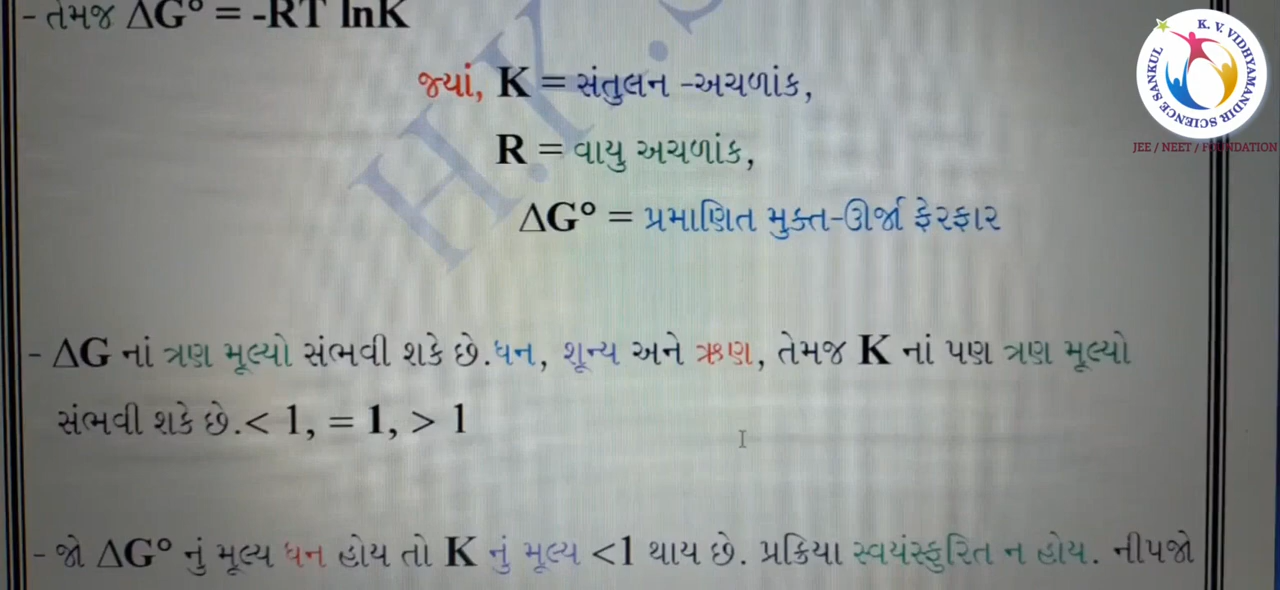 - તેમજ ΔG° = -RT lnK
જ્યાં, K = સંતુલન -અચળાંક,
R = વાયુ અચળાંક,
ΔG° = પ્રમાણિત મુક્ત-ઊર્જા ફેરફાર
- ΔG નાં ત્રણ મૂલ્યો સંભવી શકે છે.ધન, શૂન્ય અને ઋણ, તેમજ K નાં પણ ત્રણ મૂલ્યો
સંભવી શકે છે.< 1, = 1, > 1
- જો ΔG° નું મૂલ્ય ધન હોય તો K નું મૂલ્ય <1 થાય છે. પ્રક્રિયા સ્વયંસ્ફુરિત ન હોય. નીપજો
K. V. VIDHYAMANDIR SCIENCE SANKUL
JEE / NEET / FOUNDATION
H.K.